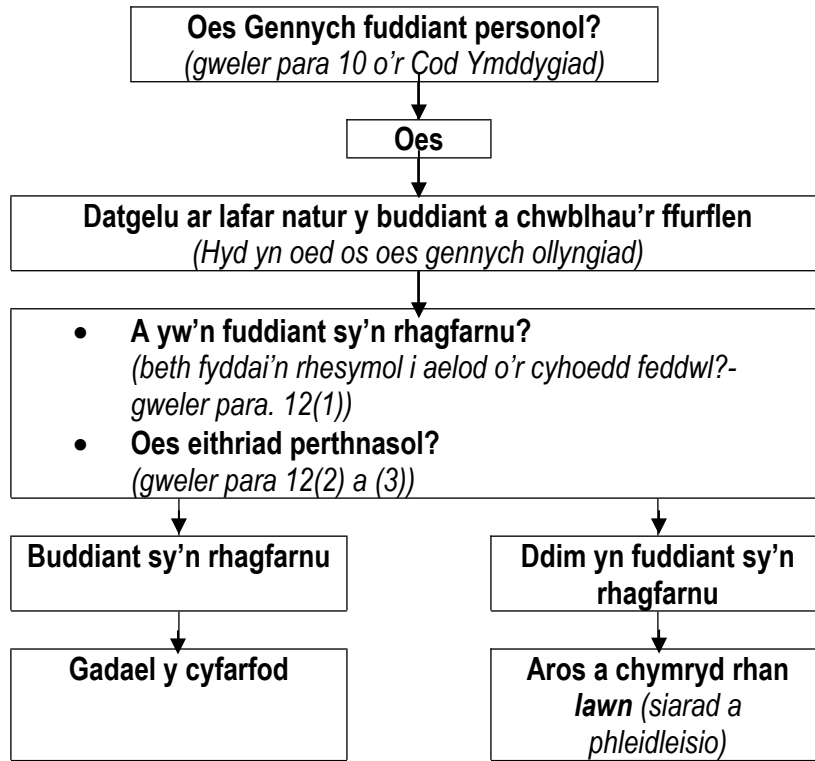 Oes Gennych fuddiant personol?
(gweler para 10 o'r Cod Ymddygiad)
Oes
Datgelu ar lafar natur y buddiant a chwblhau'r ffurflen
(Hyd yn oed os oes gennych ollyngiad)
• A yw'n fuddiant sy'n rhagfarnu?
(beth fyddai'n rhesymol i aelod o'r cyhoedd feddwl?-
gweler para. 12(1))
• Oes eithriad perthnasol?
(gweler para 12(2) a (3))
Buddiant sy'n rhagfarnu
Ddim yn fuddiant sy'n
rhagfarnu
Gadael y cyfarfod
Aros a chymryd rhan
lawn (siarad a
phleidleisio)